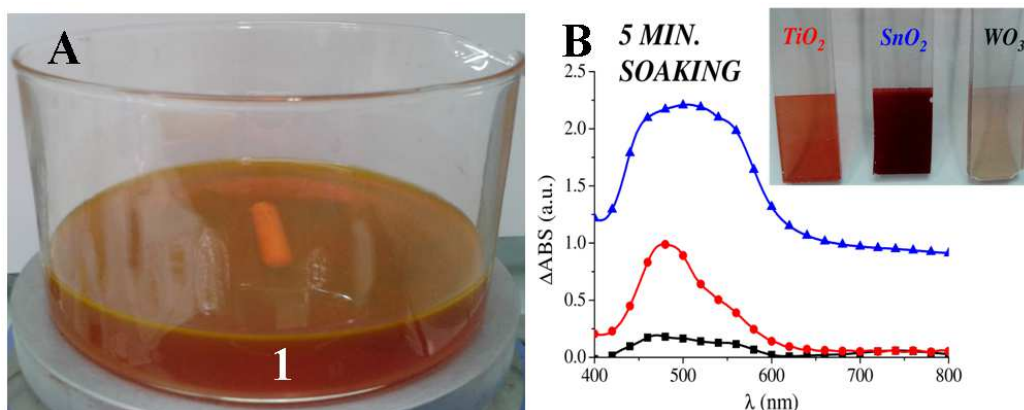 A
1
B
5 MIN.
SOAKING
TiO₂
SnO₂
WO₃
ΔABS (a.u.)
2.5
2.0
1.5
1.0
0.5
0.0
400
500
600
700
800
λ (nm)